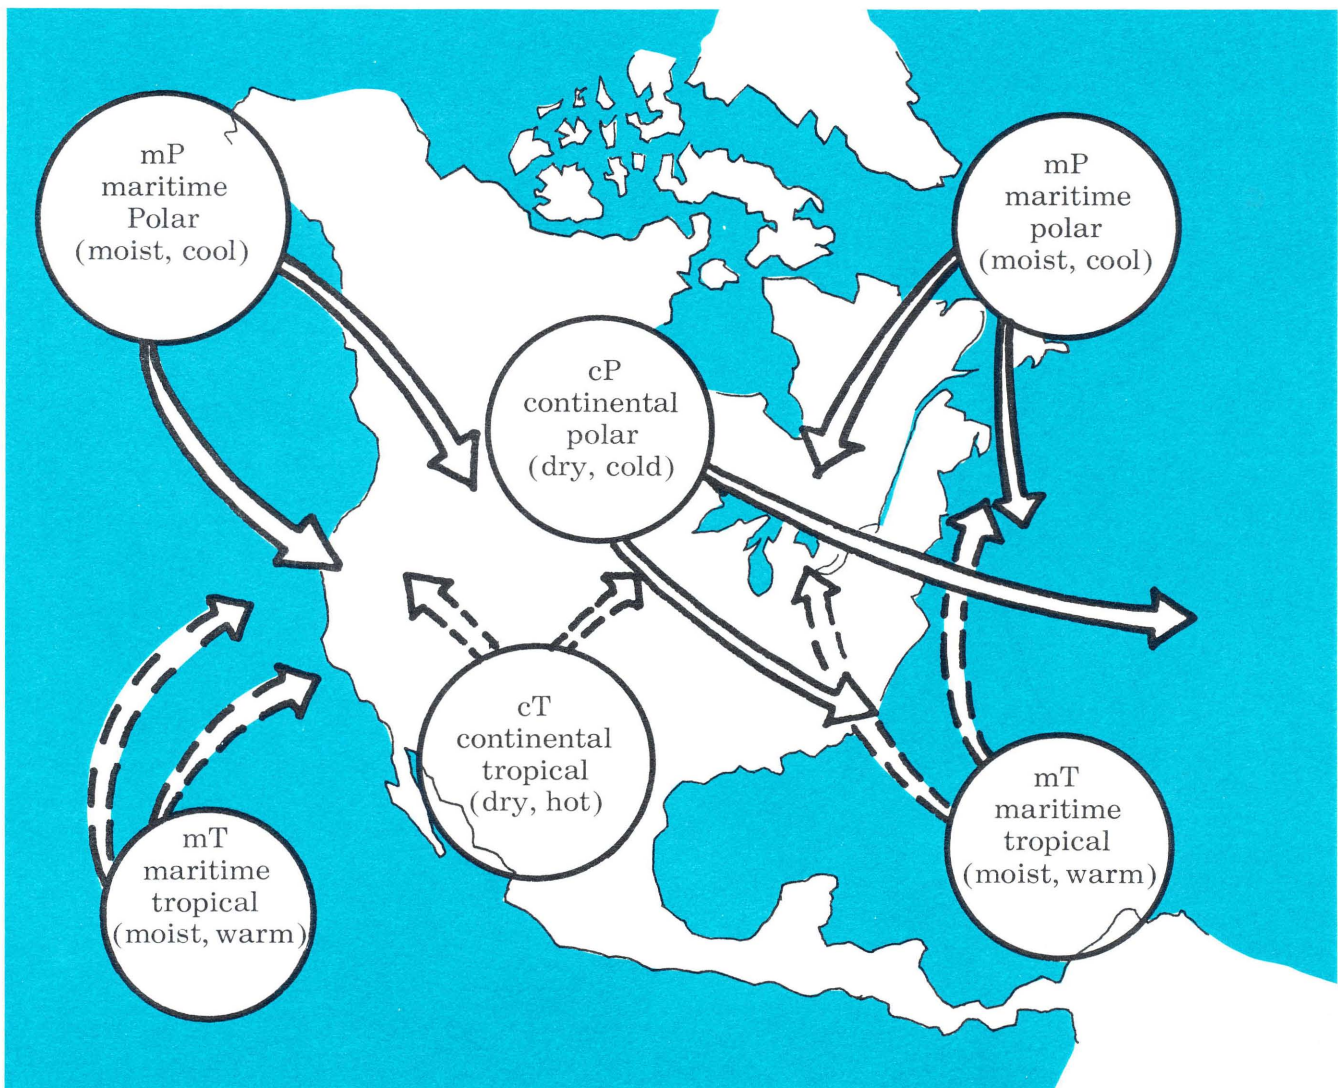 mP
maritime
Polar
(moist, cool)
mP
maritime
polar
(moist, cool)
cP
continental
polar
(dry, cold)
cT
continental
tropical
(dry, hot)
mT
maritime
tropical
(moist, warm)
mT
maritime
tropical
(moist, warm)